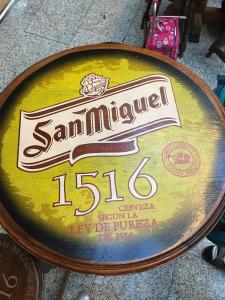 San Miguel
1516
CERVEZA
SEGÚN LA
LEY DE PUREZA
DE 1516